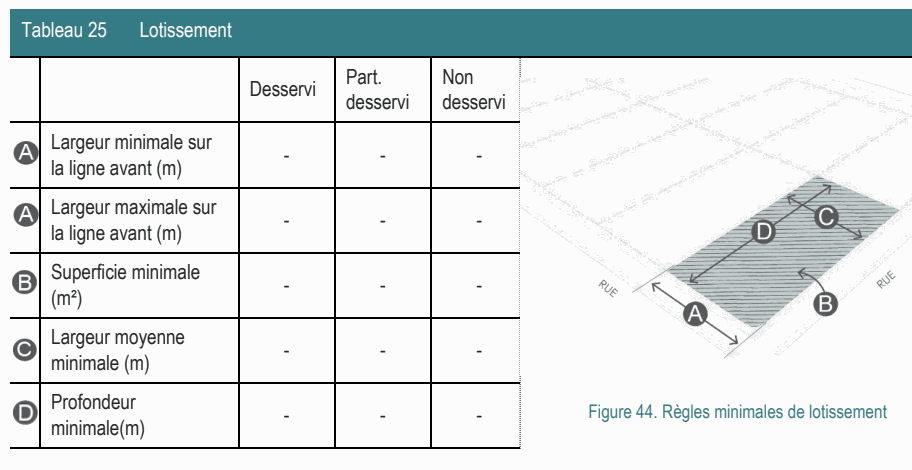 Tableau 25 Lotissement
Desservi
Part.
desservi
Non
desservi
A Largeur minimale sur
la ligne avant (m)
- - -
A Largeur maximale sur
la ligne avant (m)
- - -
B Superficie minimale
(m²)
- - -
C Largeur moyenne
minimale (m)
- - -
D Profondeur
minimale(m)
- - -
C
D
RUE
RUE
A
B
Figure 44. Règles minimales de lotissement